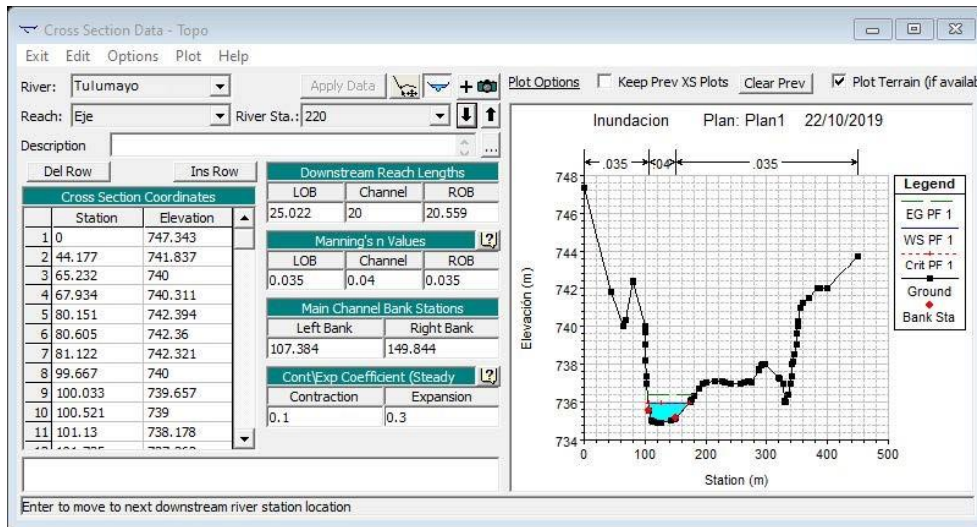 Cross Section Data - Topo
Exit Edit Options Plot Help
River: Tulumayo Apply Data
Reach: Eje River Sta.: 220
Description ...
Del Row Ins Row
Cross Section Coordinates
Station Elevation
1 0 747.343
2 44.177 741.837
3 65.232 740
4 67.934 740.311
5 80.151 742.394
6 80.605 742.36
7 81.122 742.321
8 99.667 740
9 100.033 739.657
10 100.521 739
11 101.13 738.178
Downstream Reach Lengths
LOB Channel ROB
25.022 20 20.559
Manning's n Values
LOB Channel ROB
0.035 0.04 0.035
Main Channel Bank Stations
Left Bank Right Bank
107.384 149.844
Cont\Exp Coefficient (Steady
Contraction Expansion
0.1 0.3
Plot Options Keep Prev XS Plots Clear Prev Plot Terrain (if availab
Inundacion Plan: Plan1 22/10/2019
.035 .04 .035
748
746
744
742
740
738
736
734
Elevación (m)
0 100 200 300 400 500
Station (m)
Legend
EG PF 1
WS PF 1
Crit PF 1
Ground
Bank Sta
Enter to move to next downstream river station location